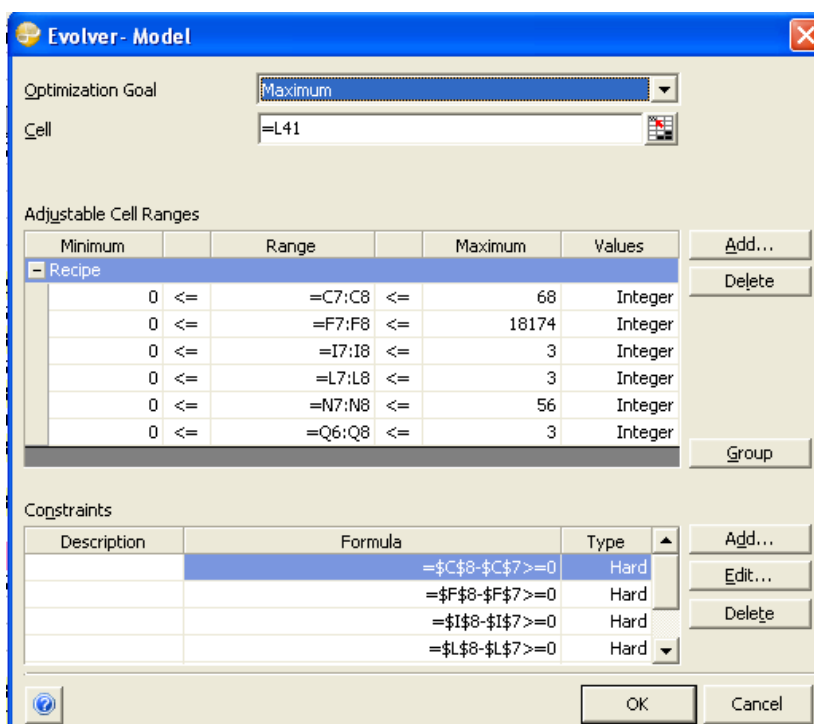 Evolver- Model
Optimization Goal Maximum
Cell =L41
Adjustable Cell Ranges
Minimum Range Maximum Values Add...
Recipe Delete
0 <= =C7:C8 <= 68 Integer
0 <= =F7:F8 <= 18174 Integer
0 <= =I7:I8 <= 3 Integer
0 <= =L7:L8 <= 3 Integer
0 <= =N7:N8 <= 56 Integer
0 <= =Q6:Q8 <= 3 Integer
Group
Constraints
Description Formula Type Add...
=$C$8-$C$7>=0 Hard Edit...
=$F$8-$F$7>=0 Hard
=$I$8-$I$7>=0 Hard Delete
=$L$8-$L$7>=0 Hard
OK Cancel